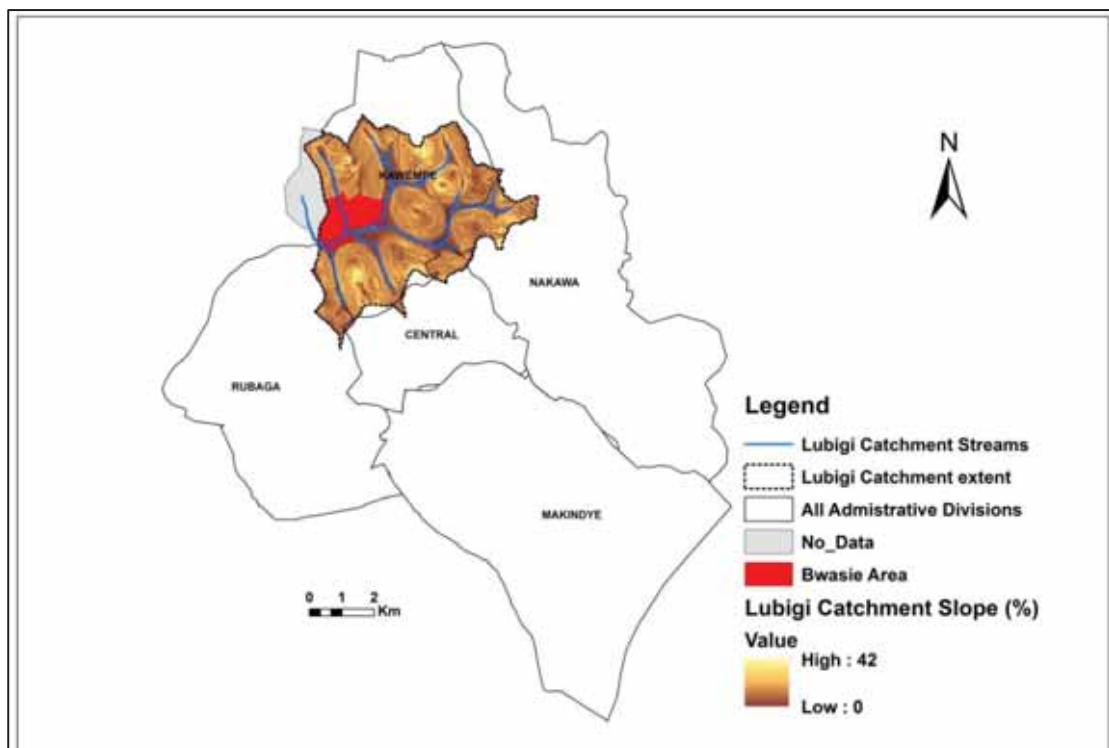 N
KAWEMPE
NAKAWA
CENTRAL
RUBAGA
MAKINDYE
0 1 2
Km
Legend
Lubigi Catchment Streams
Lubigi Catchment extent
All Admistrative Divisions
No_Data
Bwasie Area
Lubigi Catchment Slope (%)
Value
High : 42
Low : 0